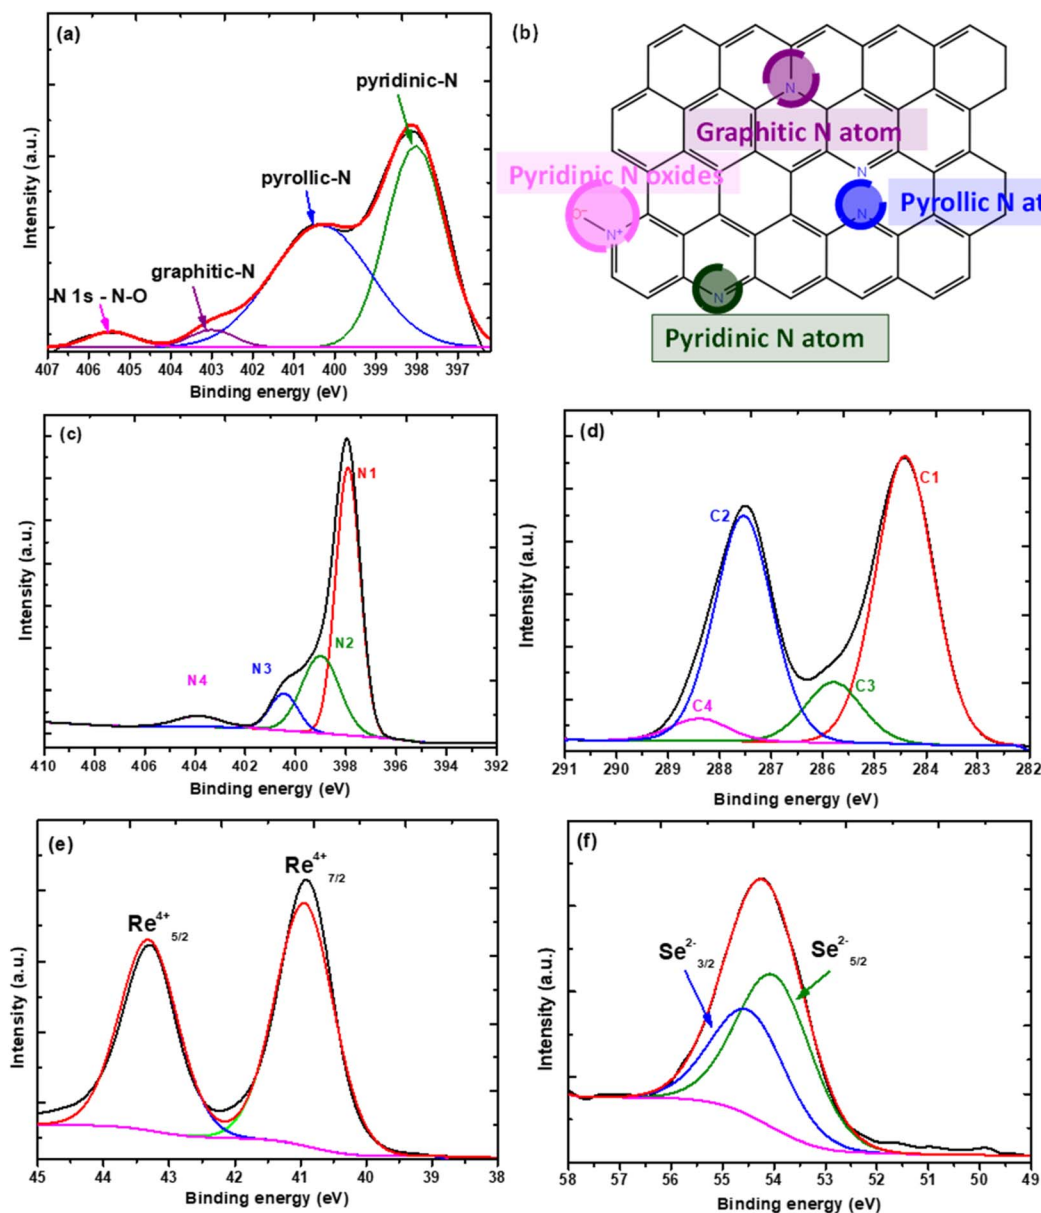 (a)
pyridinic-N
pyrollic-N
graphitic-N
N 1s - N-O
Intensity (a.u.)
407 406 405 404 403 402 401 400 399 398 397
Binding energy (eV)
(b)
N
Graphitic N atom
Pyridinic N oxides
N
N
Pyrollic N at
O-
N+
N
Pyridinic N atom
(c)
N1
N2
N3
N4
Intensity (a.u.)
410 408 406 404 402 400 398 396 394 392
Binding energy (eV)
(d)
C1
C2
C3
C4
Intensity (a.u.)
291 290 289 288 287 286 285 284 283 282
Binding energy (eV)
(e)
Re4+ 7/2
Re4+ 5/2
Intensity (a.u.)
45 44 43 42 41 40 39 38
Binding energy (eV)
(f)
Se2- 3/2
Se2- 5/2
Intensity (a.u.)
58 57 56 55 54 53 52 51 50 49
Binding energy (eV)